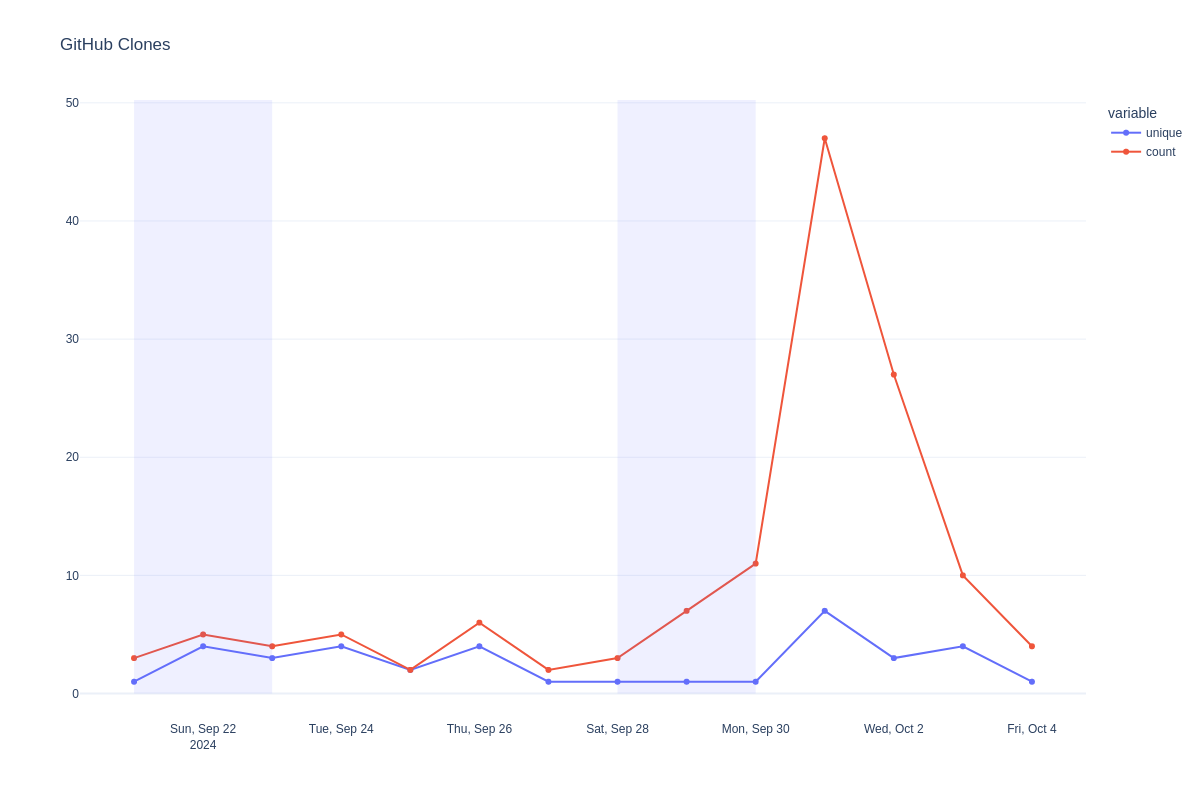 GitHub Clones
50
40
30
20
10
0
Sun, Sep 22
2024
Tue, Sep 24
Thu, Sep 26
Sat, Sep 28
Mon, Sep 30
Wed, Oct 2
Fri, Oct 4
variable
unique
count